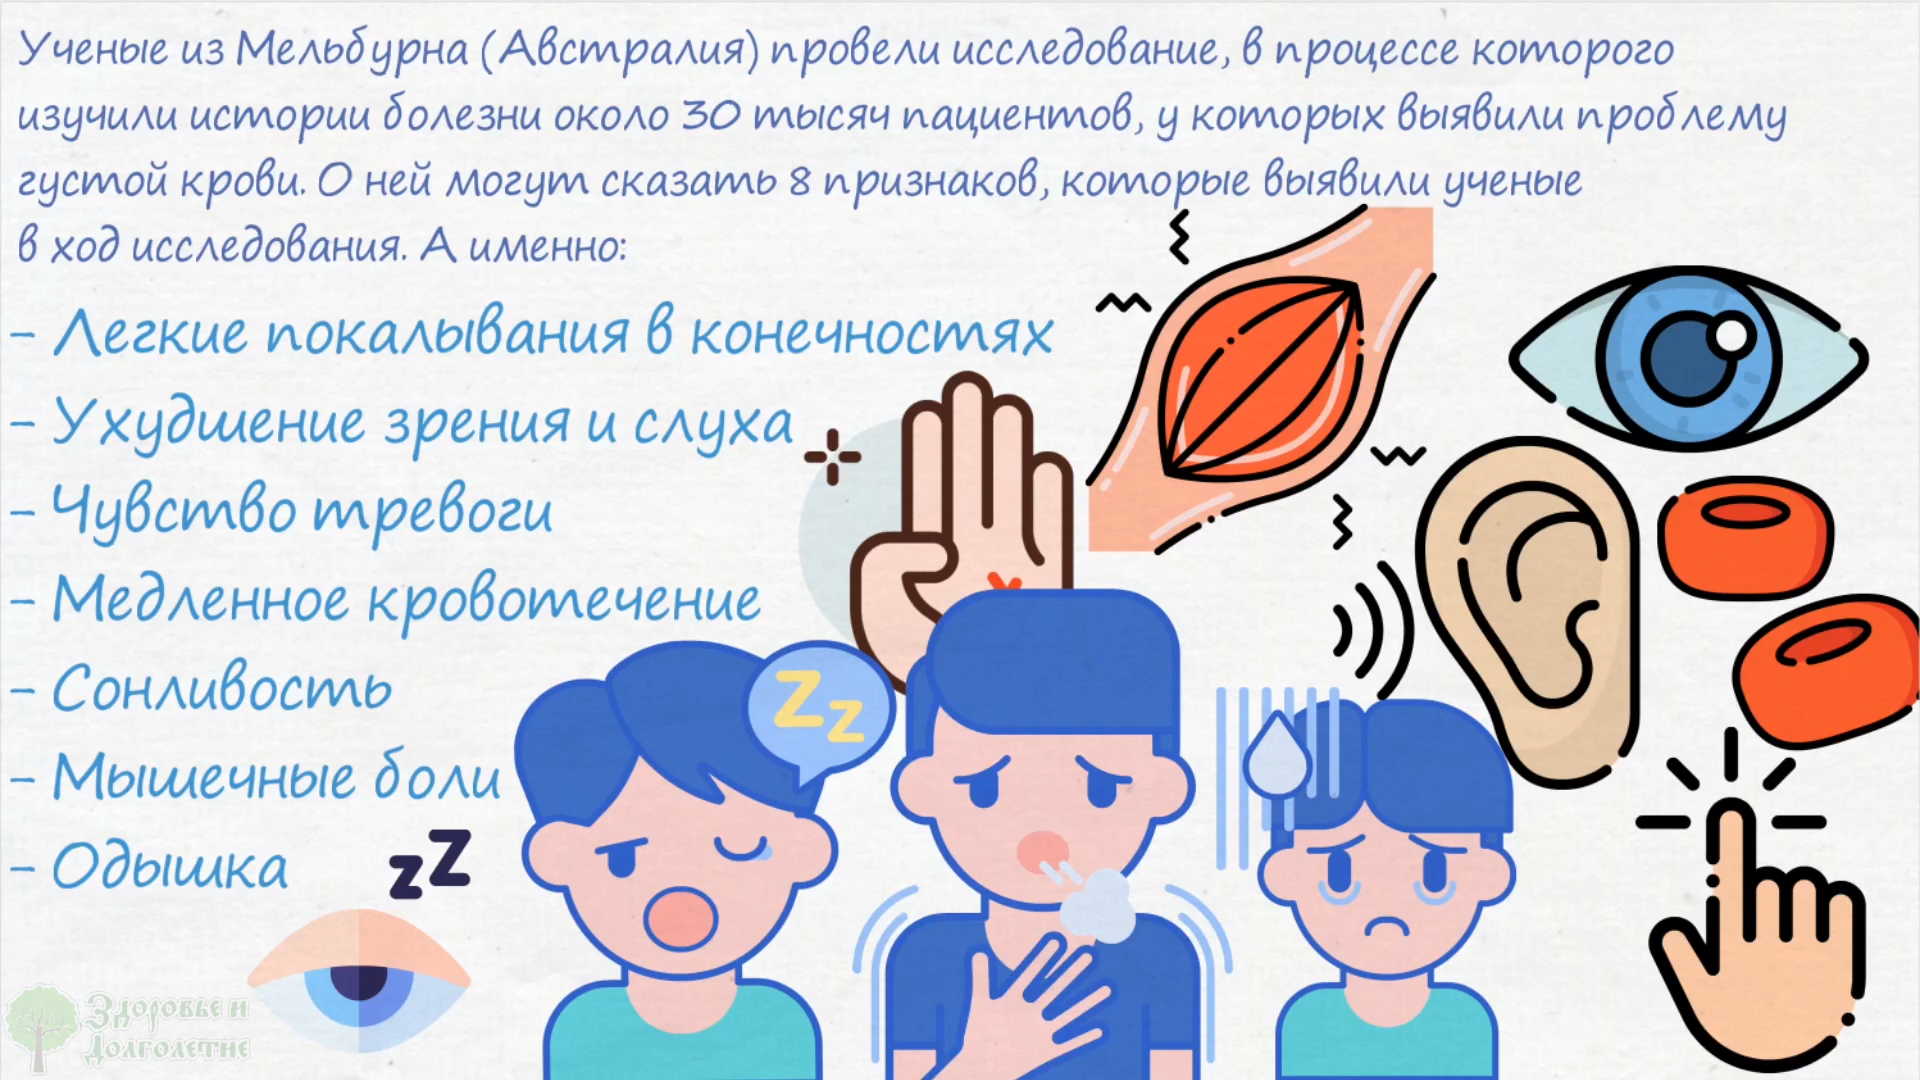 Ученые из Мельбурна (Австралия) провели исследование, в процессе которого
изучили истории болезни около 30 тысяч пациентов, у которых выявили проблему
густой крови. О ней могут сказать 8 признаков, которые выявили ученые
в ход исследования. А именно:
- Легкие покалывания в конечностях
- Ухудшение зрения и слуха
- Чувство тревоги
- Медленное кровотечение
- Сонливость
- Мышечные боли
- Одышка
zZ
Zz
Здоровье и
Долголетие